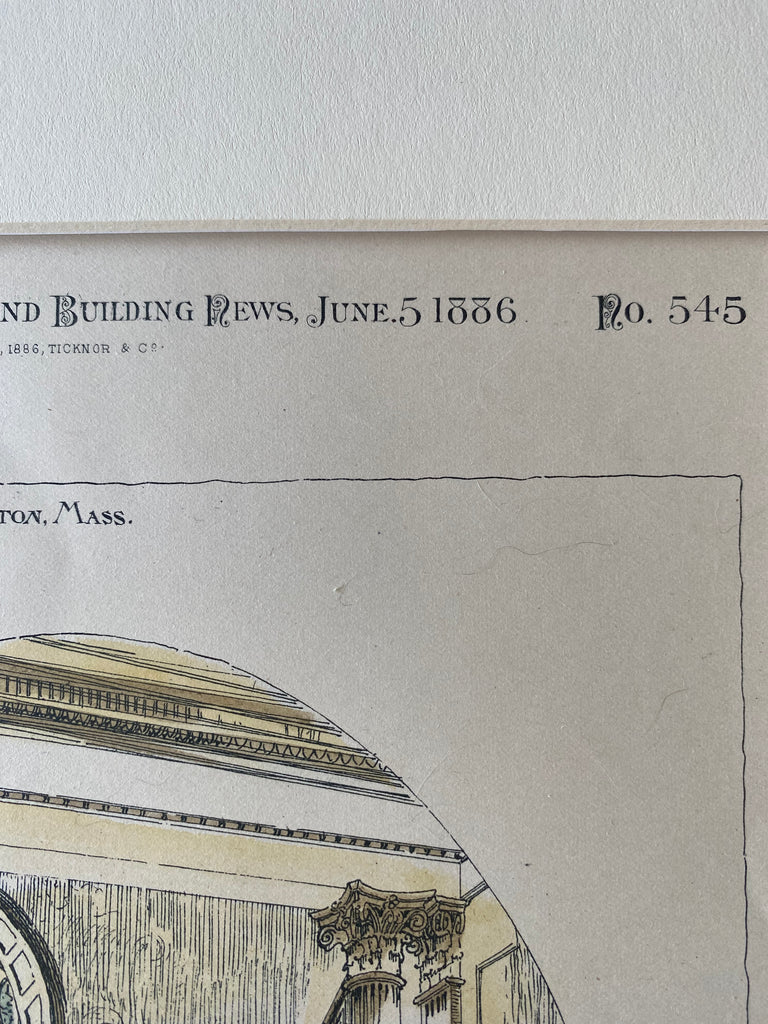 ND BUILDING NEWS, JUNE.5 1886. No. 545
, 1886, TICKNOR & Co.
TON, MASS.